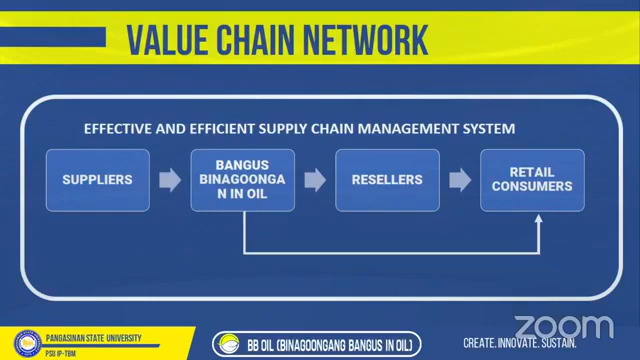 VALUE CHAIN NETWORK
EFFECTIVE AND EFFICIENT SUPPLY CHAIN MANAGEMENT SYSTEM
SUPPLIERS
BANGUS
BINAGOONGA
N IN OIL
RESELLERS
RETAIL
CONSUMERS
zoom
PANGASINAN STATE UNIVERSITY
PSU IP-TBM
BB OIL (BINAGOONGANG BANGUS IN OIL)
CREATE. INNOVATE. SUSTAIN.